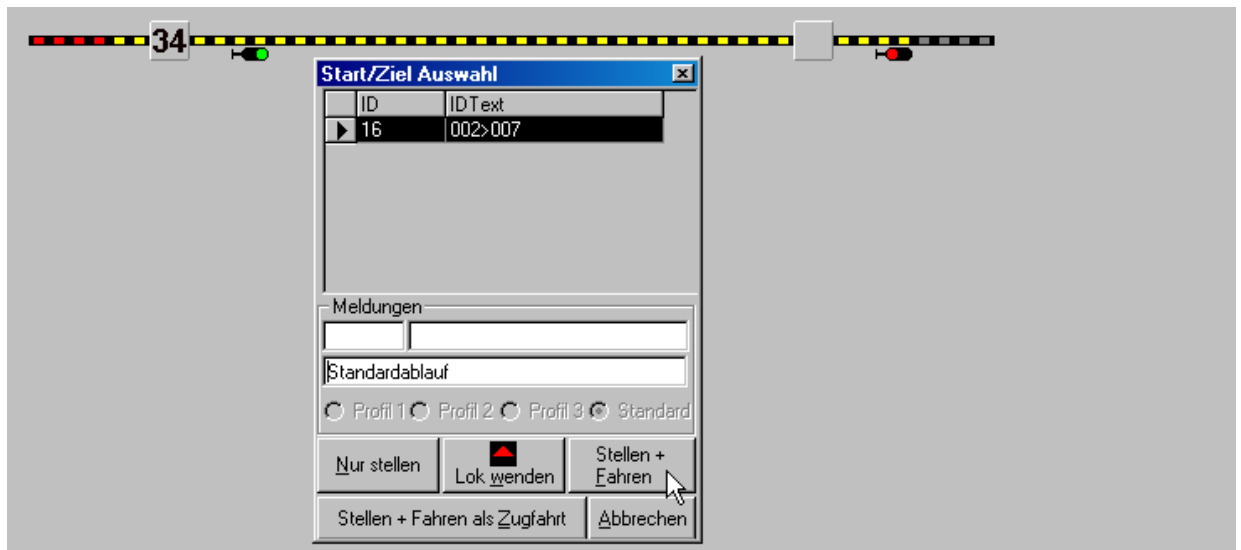 34
Start/Ziel Auswahl
ID IDText
16 002>007
Meldungen
Standardablauf
Profil 1 Profil 2 Profil 3 Standard
Nur stellen Lok wenden Stellen +
Fahren
Stellen + Fahren als Zugfahrt Abbrechen